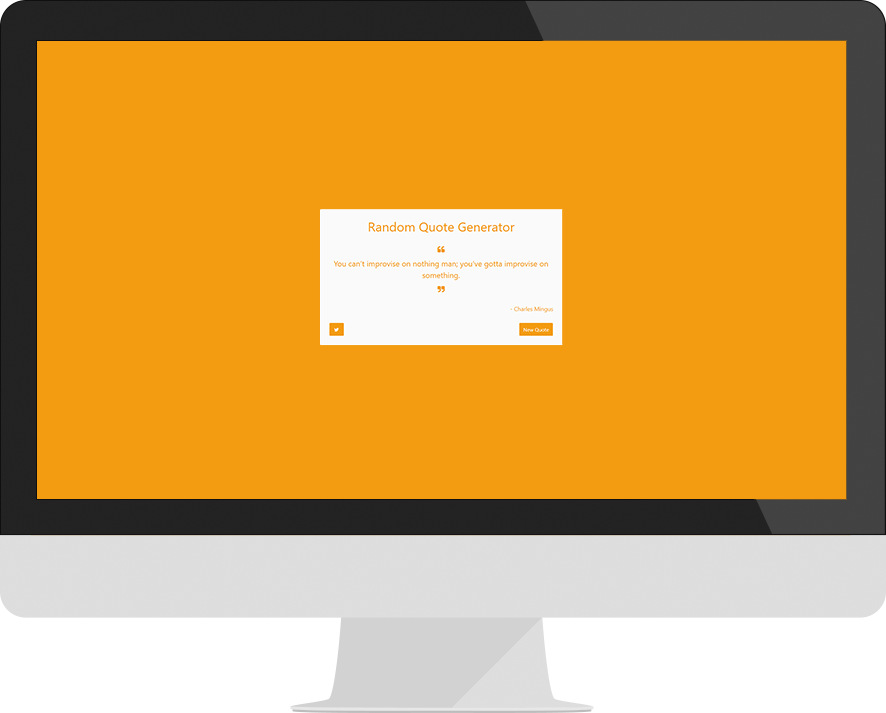 Random Quote Generator
“
You can't improvise on nothing man; you've gotta improvise on
something.
”
- Charles Mingus
New Quote